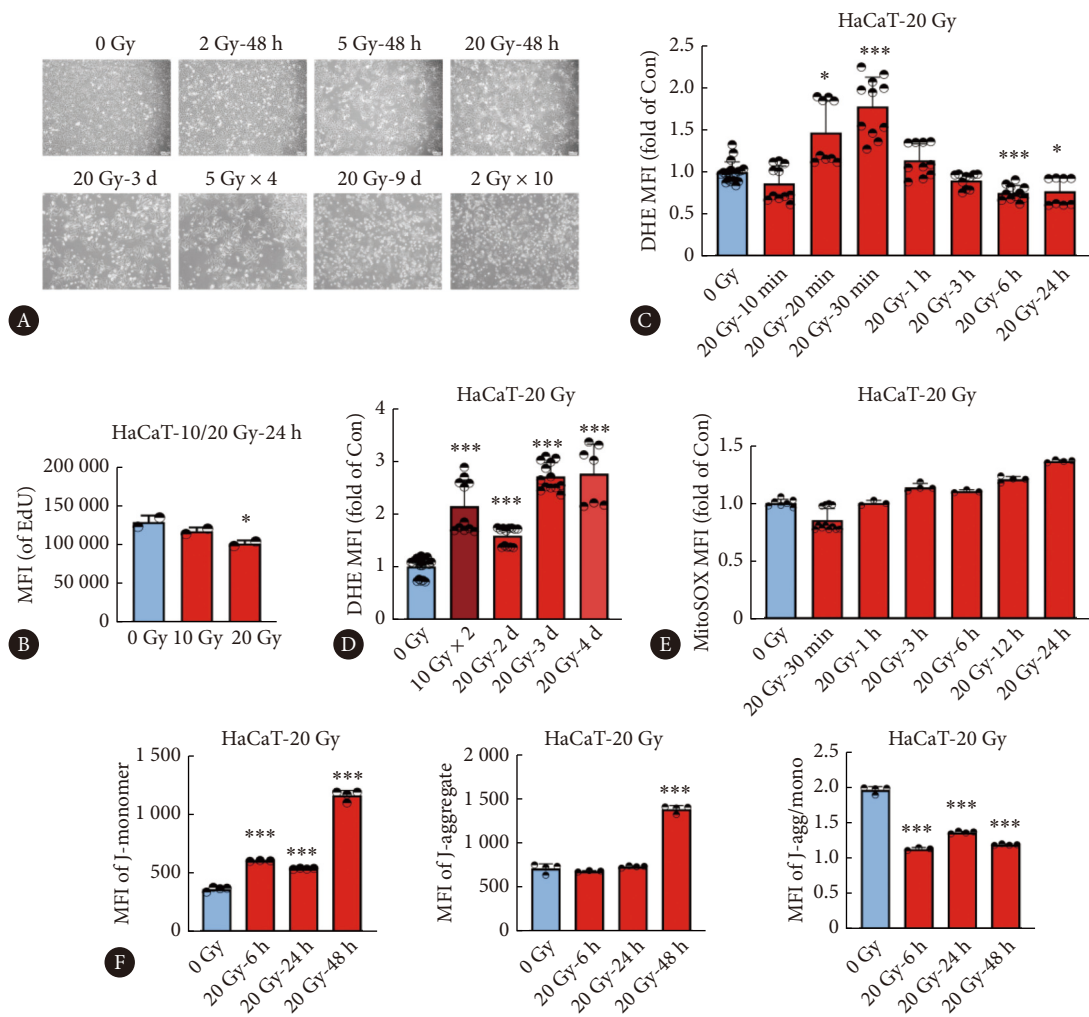 0 Gy 2 Gy-48 h 5 Gy-48 h 20 Gy-48 h
20 Gy-3 d 5 Gy × 4 20 Gy-9 d 2 Gy × 10
A
HaCaT-20 Gy
DHE MFI (fold of Con)
2.5
2.0
1.5
1.0
0.5
0
* *** *** *
0 Gy
20 Gy-10 min
20 Gy-20 min
20 Gy-30 min
20 Gy-1 h
20 Gy-3 h
20 Gy-6 h
20 Gy-24 h
C
HaCaT-10/20 Gy-24 h
MFI (of EdU)
200 000
150 000
100 000
50 000
0
*
0 Gy 10 Gy 20 Gy
B
HaCaT-20 Gy
DHE MFI (fold of Con)
4
3
2
1
0
*** *** *** ***
0 Gy
10 Gy × 2
20 Gy-2 d
20 Gy-3 d
20 Gy-4 d
D
HaCaT-20 Gy
MitoSOX MFI (fold of Con)
1.5
1.0
0.5
0
0 Gy
20 Gy-30 min
20 Gy-1 h
20 Gy-3 h
20 Gy-6 h
20 Gy-12 h
20 Gy-24 h
E
HaCaT-20 Gy
MFI of J-monomer
1 500
1 000
500
0
*** *** ***
0 Gy
20 Gy-6 h
20 Gy-24 h
20 Gy-48 h
F
HaCaT-20 Gy
MFI of J-aggregate
2 000
1 500
1 000
500
0
***
0 Gy
20 Gy-6 h
20 Gy-24 h
20 Gy-48 h
HaCaT-20 Gy
MFI of J-agg/mono
2.5
2.0
1.5
1.0
0.5
0
*** *** ***
0 Gy
20 Gy-6 h
20 Gy-24 h
20 Gy-48 h